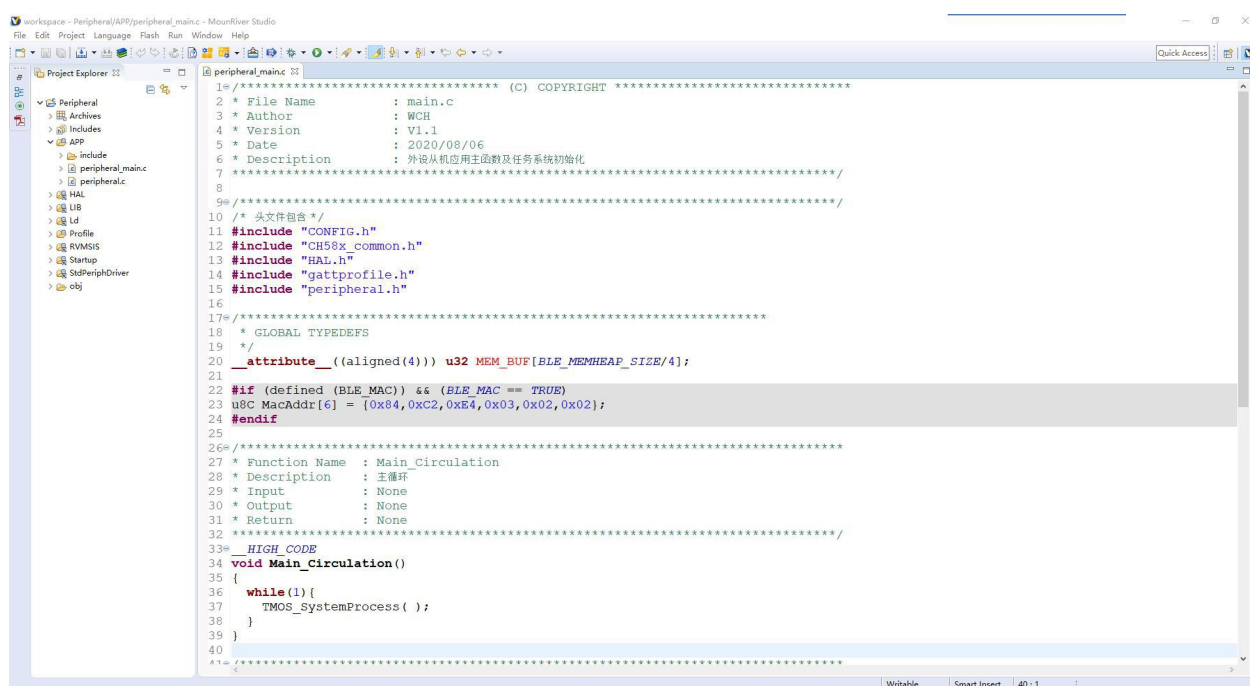 workspace - Peripheral/APP/peripheral_main.c - MounRiver Studio
File Edit Project Language Flash Run Window Help
Quick Access
Project Explorer
Peripheral
Archives
Includes
APP
include
peripheral_main.c
peripheral.c
HAL
LIB
Ld
Profile
RVMSIS
Startup
StdPeriphDriver
obj
peripheral_main.c
1 /********************************** (C) COPYRIGHT *******************************
2 * File Name : main.c
3 * Author : WCH
4 * Version : V1.1
5 * Date : 2020/08/06
6 * Description : 外设从机应用主函数及任务系统初始化
7 *******************************************************************************/
8
9 /******************************************************************************/
10 /* 头文件包含 */
11 #include "CONFIG.h"
12 #include "CH58x_common.h"
13 #include "HAL.h"
14 #include "gattprofile.h"
15 #include "peripheral.h"
16
17 /*********************************************************************
18 * GLOBAL TYPEDEFS
19 */
20 __attribute__((aligned(4))) u32 MEM_BUF[BLE_MEMHEAP_SIZE/4];
21
22 #if (defined (BLE_MAC)) && (BLE_MAC == TRUE)
23 u8C MacAddr[6] = {0x84,0xC2,0xE4,0x03,0x02,0x02};
24 #endif
25
26 /*******************************************************************************
27 * Function Name : Main_Circulation
28 * Description : 主循环
29 * Input : None
30 * Output : None
31 * Return : None
32 *******************************************************************************/
33 __HIGH_CODE
34 void Main_Circulation()
35 {
36 while(1){
37 TMOS_SystemProcess( );
38 }
39 }
40
41 /*******************************************************************************
Writable Smart Insert 40 : 1